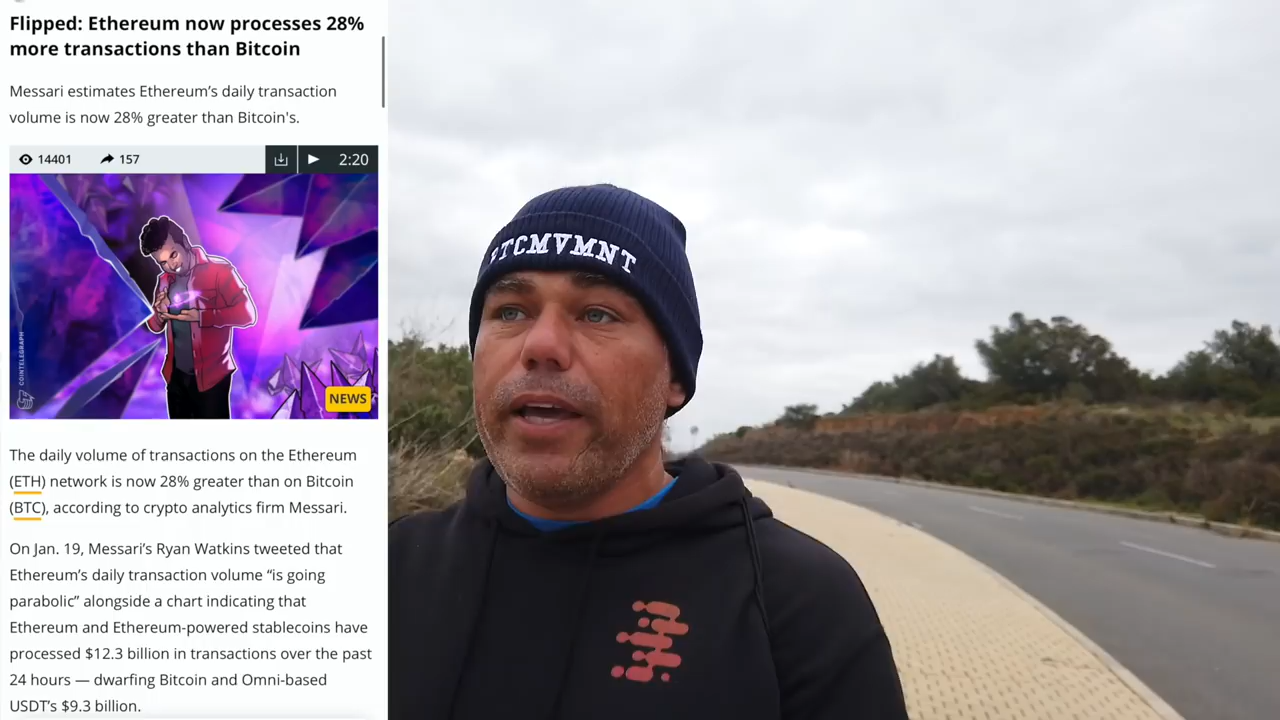 Flipped: Ethereum now processes 28%
more transactions than Bitcoin
Messari estimates Ethereum’s daily transaction
volume is now 28% greater than Bitcoin's.
14401 157 2:20
COINTELEGRAPH
NEWS
The daily volume of transactions on the Ethereum
(ETH) network is now 28% greater than on Bitcoin
(BTC), according to crypto analytics firm Messari.
On Jan. 19, Messari’s Ryan Watkins tweeted that
Ethereum’s daily transaction volume “is going
parabolic” alongside a chart indicating that
Ethereum and Ethereum-powered stablecoins have
processed $12.3 billion in transactions over the past
24 hours — dwarfing Bitcoin and Omni-based
USDT’s $9.3 billion.
BTCMVMNT